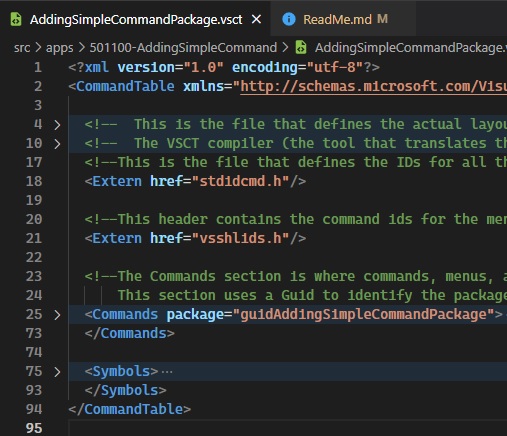 AddingSimpleCommandPackage.vsct × ReadMe.md M
src > apps > 501100-AddingSimpleCommand > AddingSimpleCommandPackage.v
1 <?xml version="1.0" encoding="utf-8"?>
2 <CommandTable xmlns="http://schemas.microsoft.com/Visu
3
4 > <!-- This is the file that defines the actual layou
10 > <!-- The VSCT compiler (the tool that translates th
17 <!--This is the file that defines the IDs for all th
18 <Extern href="stdidcmd.h"/>
19
20 <!--This header contains the command ids for the men
21 <Extern href="vsshlids.h"/>
22
23 <!--The Commands section is where commands, menus, a
24 This section uses a Guid to identify the package
25 > <Commands package="guidAddingSimpleCommandPackage">
73 </Commands>
74
75 > <Symbols>…
93 </Symbols>
94 </CommandTable>
95